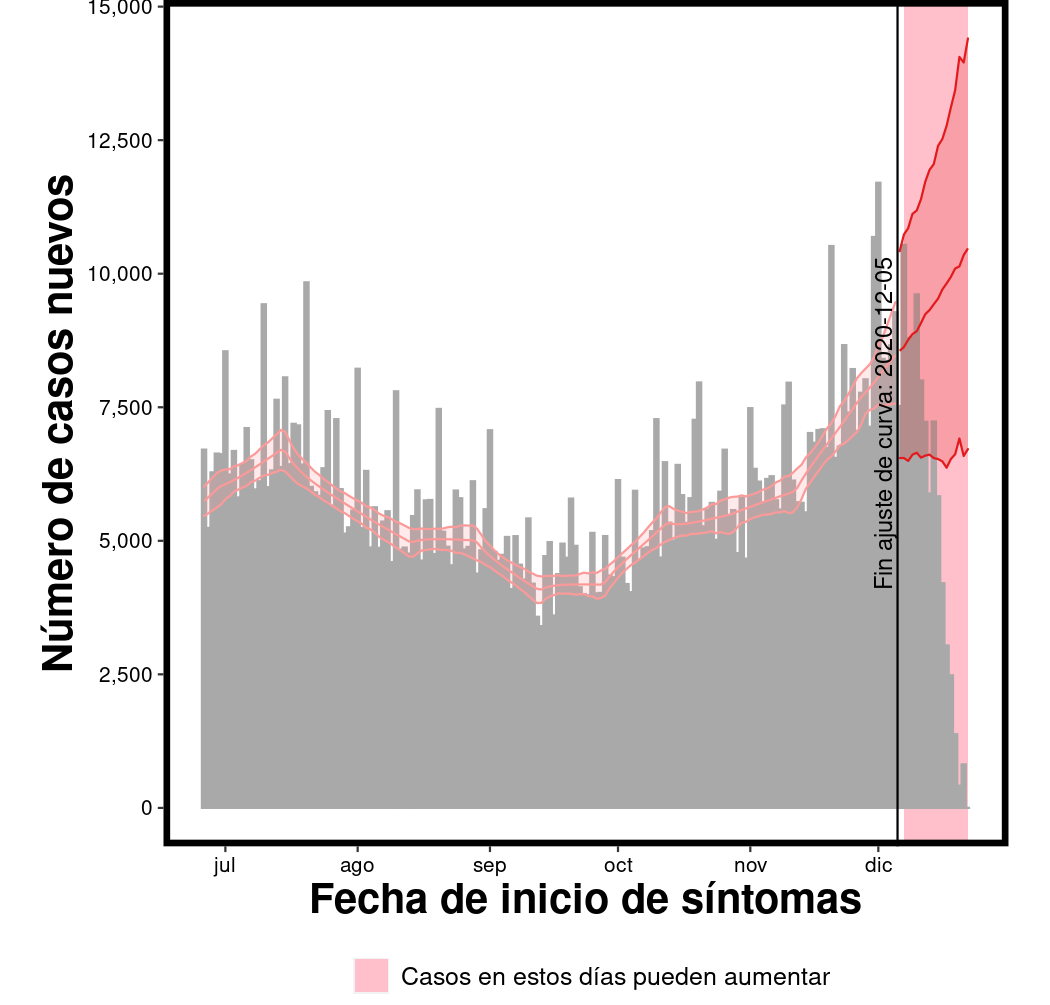 15,000
12,500
10,000
7,500
5,000
2,500
0
Número de casos nuevos
Fin ajuste de curva: 2020-12-05
jul ago sep oct nov dic
Fecha de inicio de síntomas
Casos en estos días pueden aumentar